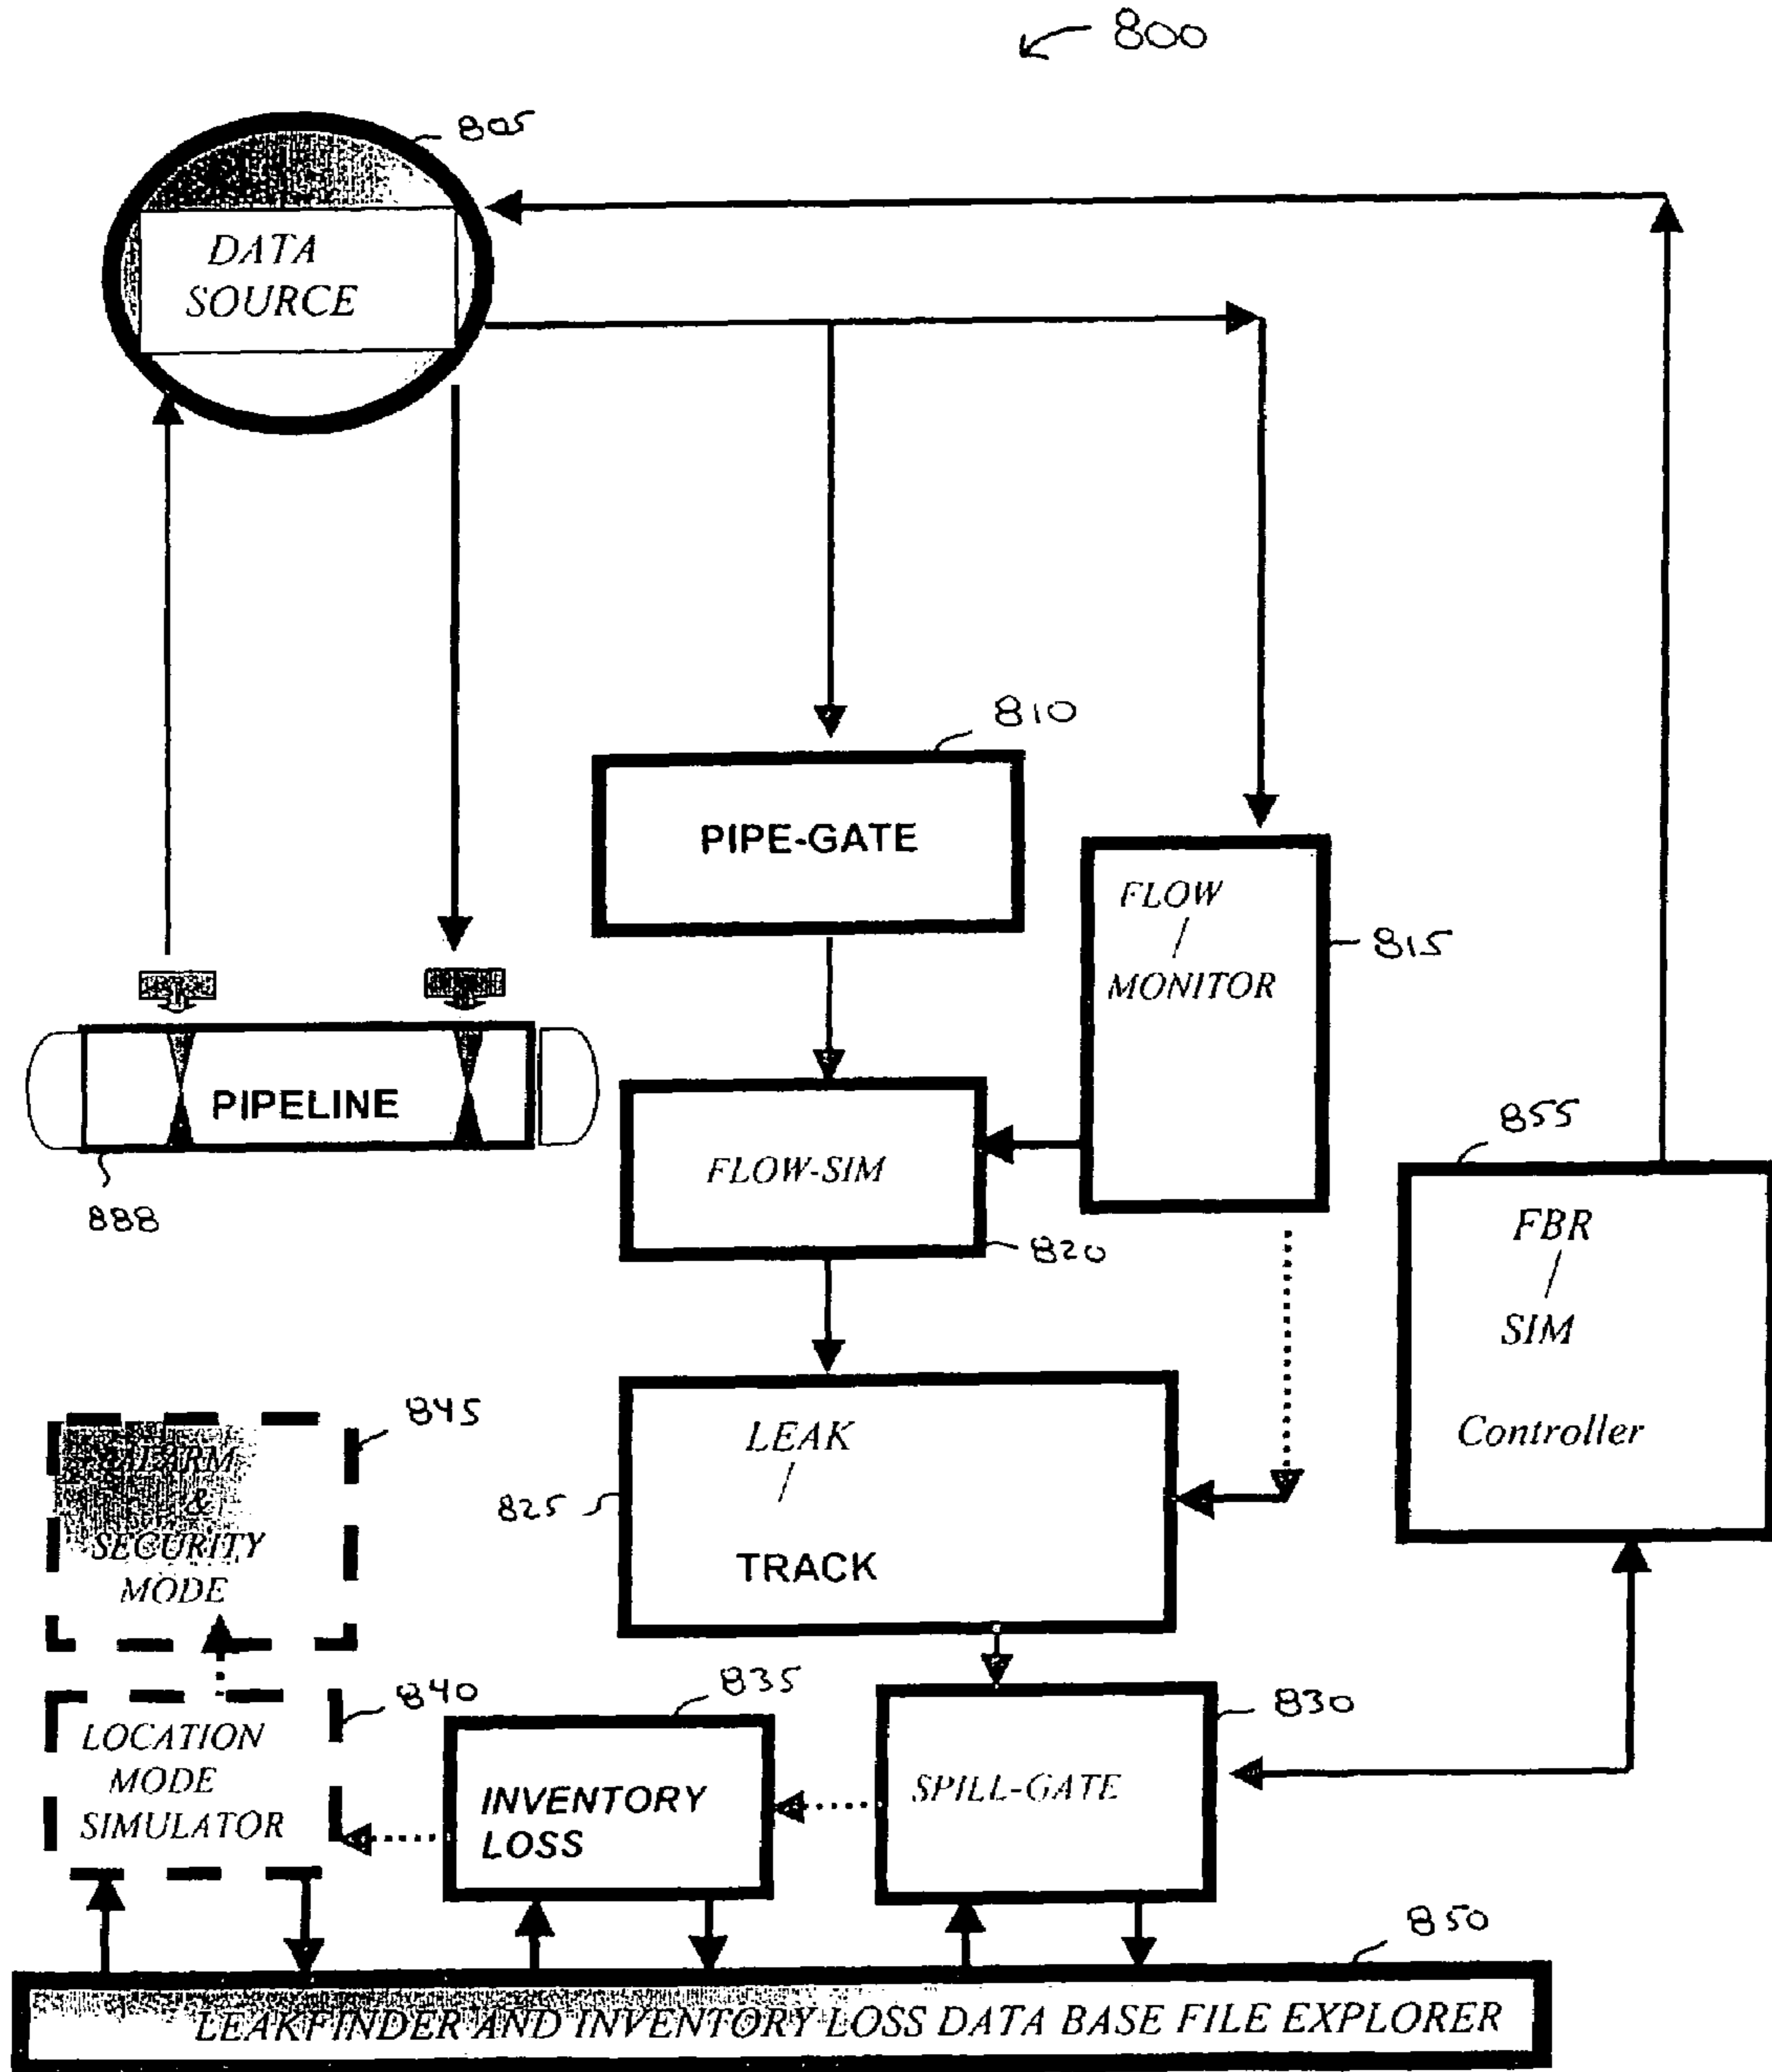 800
805
DATA
SOURCE
810
PIPE-GATE
FLOW
/
MONITOR
815
PIPELINE
888
FLOW-SIM
820
855
FBR
/
SIM
Controller
845
ALARM
&
SECURITY
MODE
LEAK
/
TRACK
825
840
LOCATION
MODE
SIMULATOR
835
INVENTORY
LOSS
830
SPILL-GATE
850
LEAKFINDER AND INVENTORY LOSS DATA BASE FILE EXPLORER